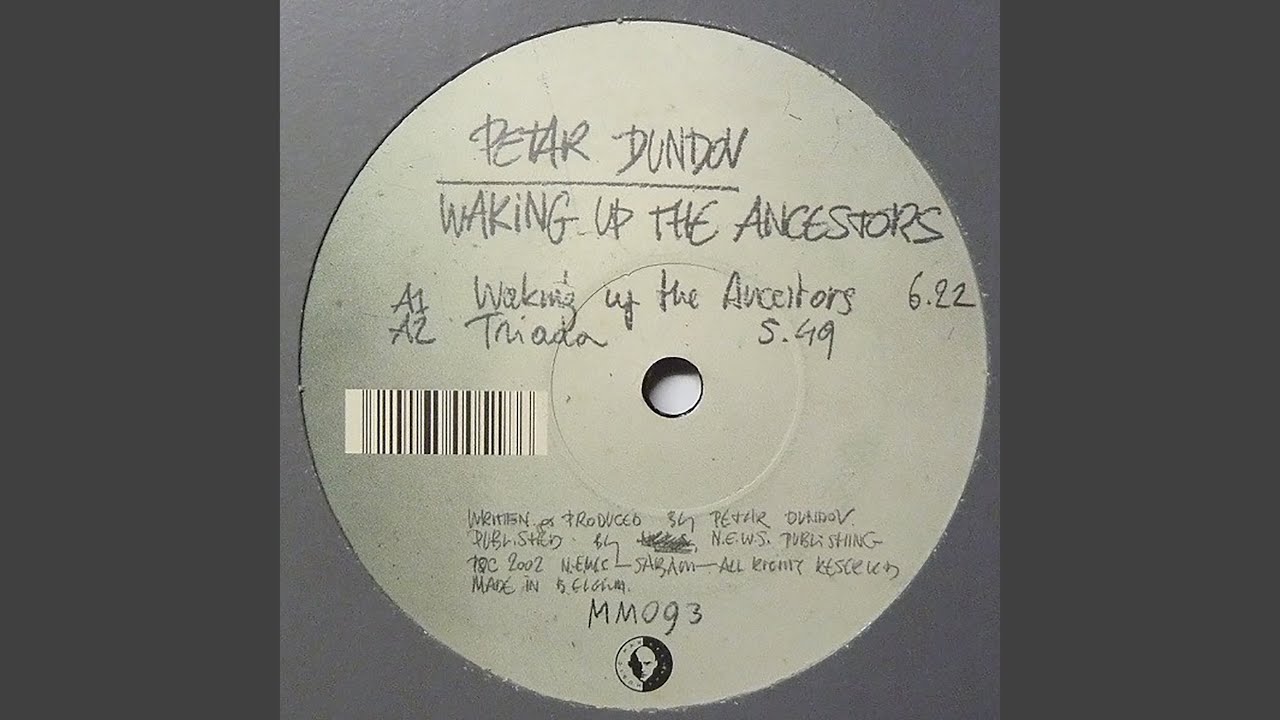 PETAR DUNDOV
WAKING UP THE ANCESTORS
A1 Waking up the Ancestors 6.22
A2 Triada 5.49
WRITTEN & PRODUCED BY PETAR DUNDOV.
PUBLISHED BY N.E.W.S. PUBLISHING
P&C 2002 N.E.W.S. - SABAM - ALL RIGHTS RESERVED
MADE IN BELGIUM.
MM093